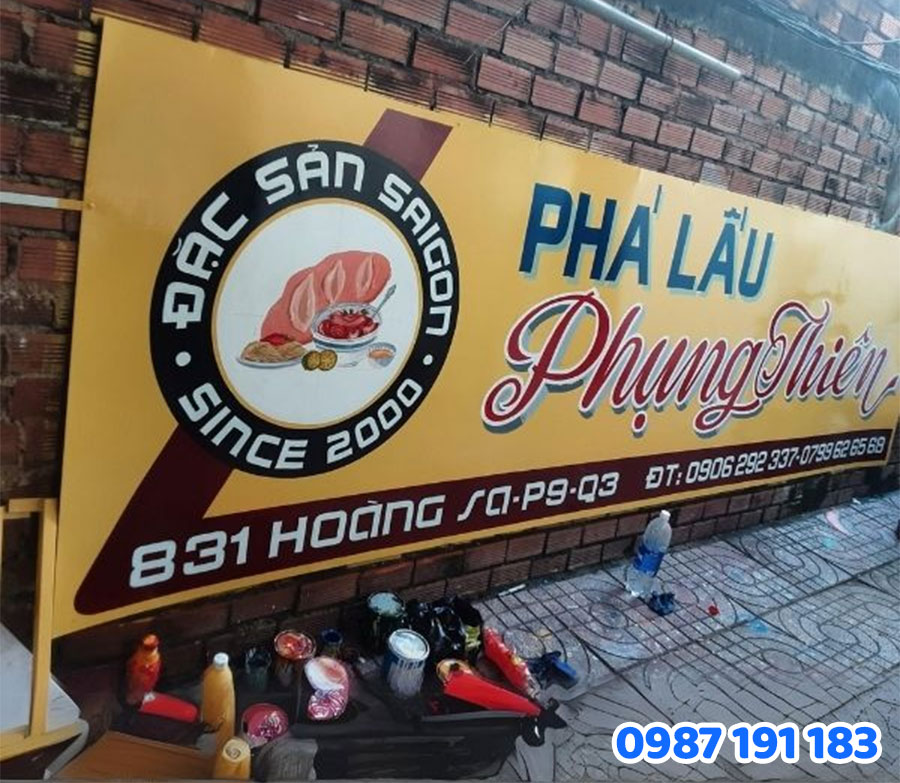 ĐẶC SẢN SAIGON
• SINCE 2000 •
PHÁ LẤU
Phụng Thiên
831 HOÀNG SA-P9-Q3 ĐT: 0906 292 337-0799 62 65 68
0987 191 183